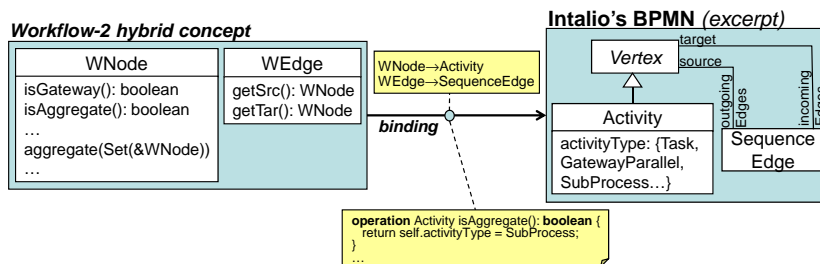 Workflow-2 hybrid concept
WNode
isGateway(): boolean
isAggregate(): boolean
…
aggregate(Set(&WNode))
…
WEdge
getSrc(): WNode
getTar(): WNode
WNode→Activity
WEdge→SequenceEdge
binding
operation Activity isAggregate(): boolean {
return self.activityType = SubProcess;
}
…
Intalio's BPMN (excerpt)
Vertex
target
source
outgoing
Edges
incoming
Edges
Activity
activityType: {Task,
GatewayParallel,
SubProcess…}
Sequence
Edge